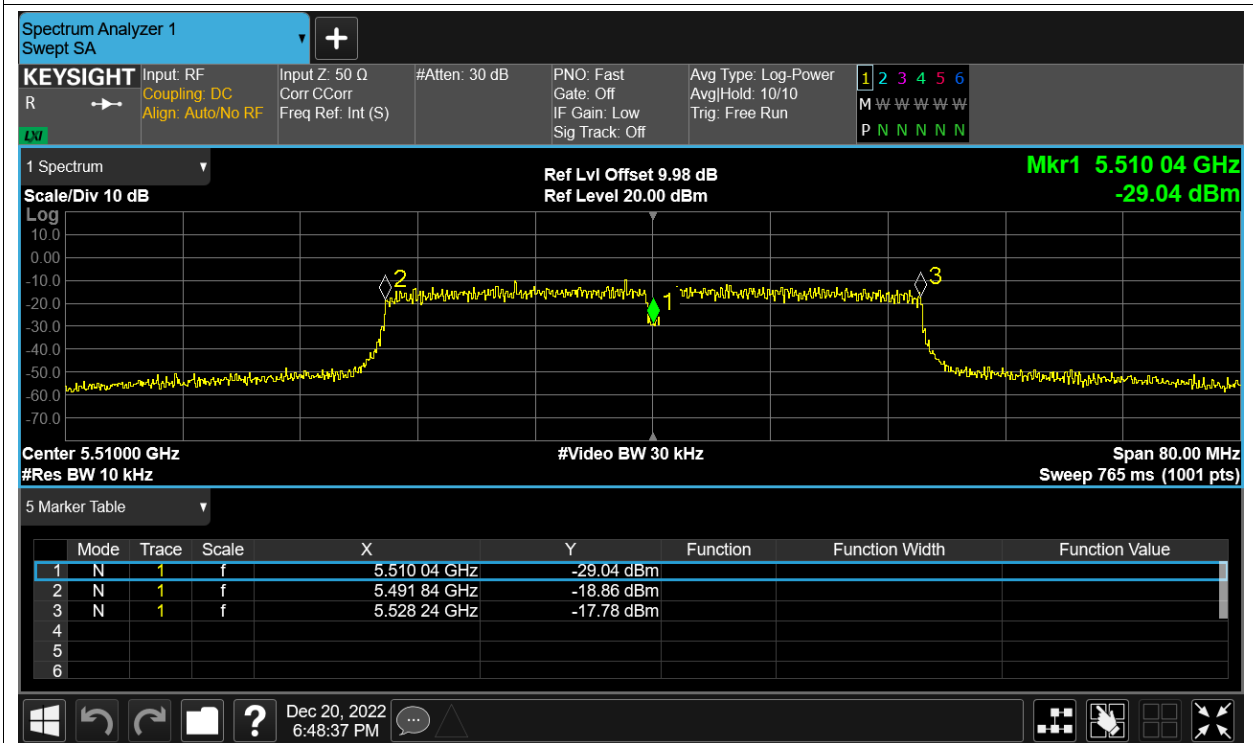 Spectrum Analyzer 1
Swept SA
+
KEYSIGHT Input: RF Input Z: 50 Ω #Atten: 30 dB PNO: Fast Avg Type: Log-Power 1 2 3 4 5 6
R Coupling: DC Corr CCorr Gate: Off Avg|Hold: 10/10 M W W W W W
Align: Auto/No RF Freq Ref: Int (S) IF Gain: Low Trig: Free Run
LXI Sig Track: Off P N N N N N
1 Spectrum Ref Lvl Offset 9.98 dB Mkr1 5.510 04 GHz
Scale/Div 10 dB Ref Level 20.00 dBm -29.04 dBm
Log
10.0
0.00
-10.0
-20.0
-30.0
-40.0
-50.0
-60.0
-70.0
2
1
3
Center 5.51000 GHz #Video BW 30 kHz Span 80.00 MHz
#Res BW 10 kHz Sweep 765 ms (1001 pts)
5 Marker Table
Mode Trace Scale X Y Function Function Width Function Value
1 N 1 f 5.510 04 GHz -29.04 dBm
2 N 1 f 5.491 84 GHz -18.86 dBm
3 N 1 f 5.528 24 GHz -17.78 dBm
4
5
6
? Dec 20, 2022
6:48:37 PM